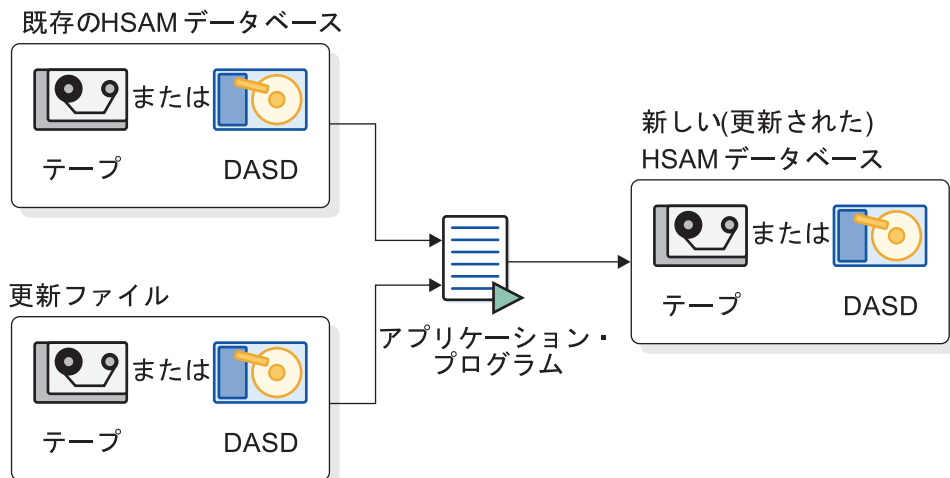 既存のHSAM データベース
または
テープ DASD
更新ファイル
または
テープ DASD
アプリケーション・
プログラム
新しい(更新された)
HSAM データベース
または
テープ DASD